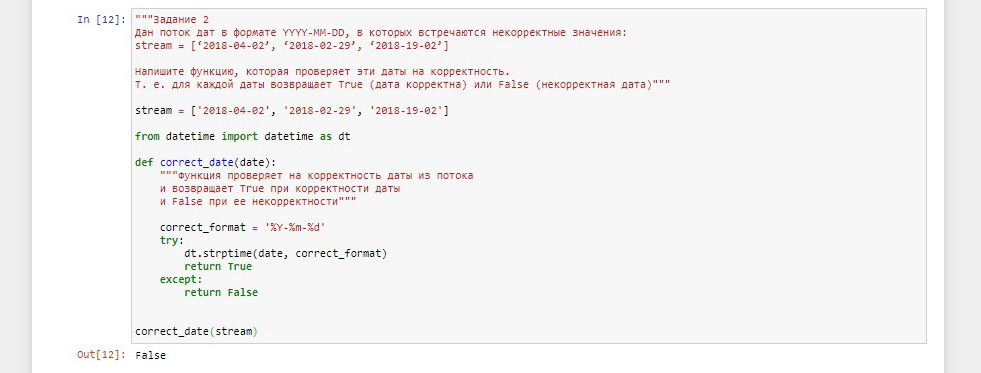 In [12]: """Задание 2
Дан поток дат в формате YYYY-MM-DD, в которых встречаются некорректные значения:
stream = [‘2018-04-02’, ‘2018-02-29’, ‘2018-19-02’]
Напишите функцию, которая проверяет эти даты на корректность.
Т. е. для каждой даты возвращает True (дата корректна) или False (некорректная дата)"""
stream = ['2018-04-02', '2018-02-29', '2018-19-02']
from datetime import datetime as dt
def correct_date(date):
"""Функция проверяет на корректность даты из потока
и возвращает True при корректности даты
и False при ее некорректности"""
correct_format = '%Y-%m-%d'
try:
dt.strptime(date, correct_format)
return True
except:
return False
correct_date(stream)
Out[12]: False